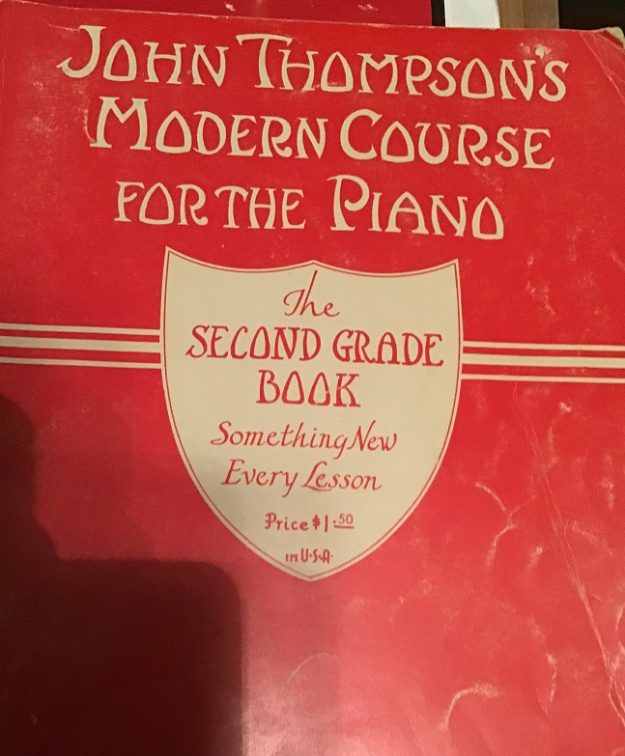 JOHN THOMPSON'S
MODERN COURSE
FOR THE PIANO
The
SECOND GRADE
BOOK
Something New
Every Lesson
Price $1.50
in U·S·A·